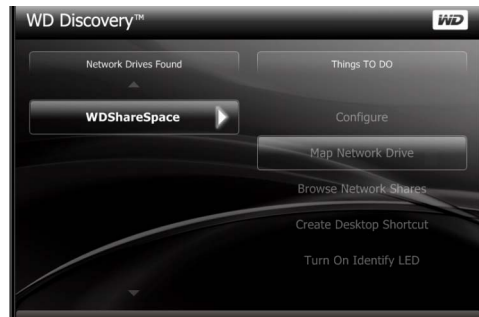 WD Discovery™
WD
Network Drives Found
Things TO DO
WDShareSpace
Configure
Map Network Drive
Browse Network Shares
Create Desktop Shortcut
Turn On Identify LED